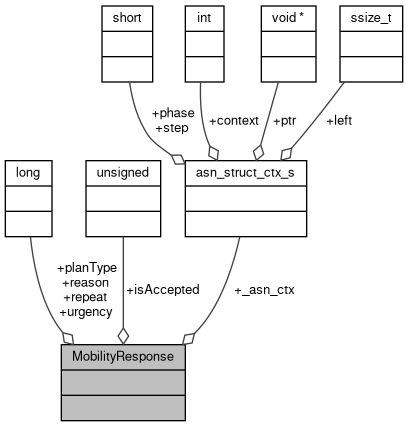 short
int
void *
ssize_t
+phase
+step
+context
+ptr
+left
long
unsigned
asn_struct_ctx_s
+planType
+reason
+repeat
+urgency
+isAccepted
+_asn_ctx
MobilityResponse